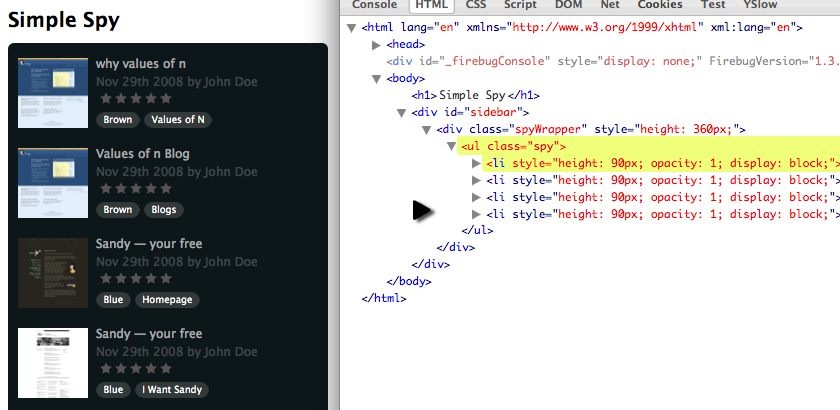 Simple Spy
why values of n
Nov 29th 2008 by John Doe
Brown Values of N
Values of n Blog
Nov 29th 2008 by John Doe
Brown Blogs
Sandy — your free
Nov 29th 2008 by John Doe
Blue Homepage
Sandy — your free
Nov 29th 2008 by John Doe
Blue I Want Sandy
Console HTML CSS Script DOM Net Cookies Test YSlow
<html lang="en" xmlns="http://www.w3.org/1999/xhtml" xml:lang="en">
<head>
<div id="_firebugConsole" style="display: none;" FirebugVersion="1.3.
<body>
<h1>Simple Spy</h1>
<div id="sidebar">
<div class="spyWrapper" style="height: 360px;">
<ul class="spy">
<li style="height: 90px; opacity: 1; display: block;">
<li style="height: 90px; opacity: 1; display: block;">
<li style="height: 90px; opacity: 1; display: block;">
<li style="height: 90px; opacity: 1; display: block;">
</ul>
</div>
</div>
</body>
</html>